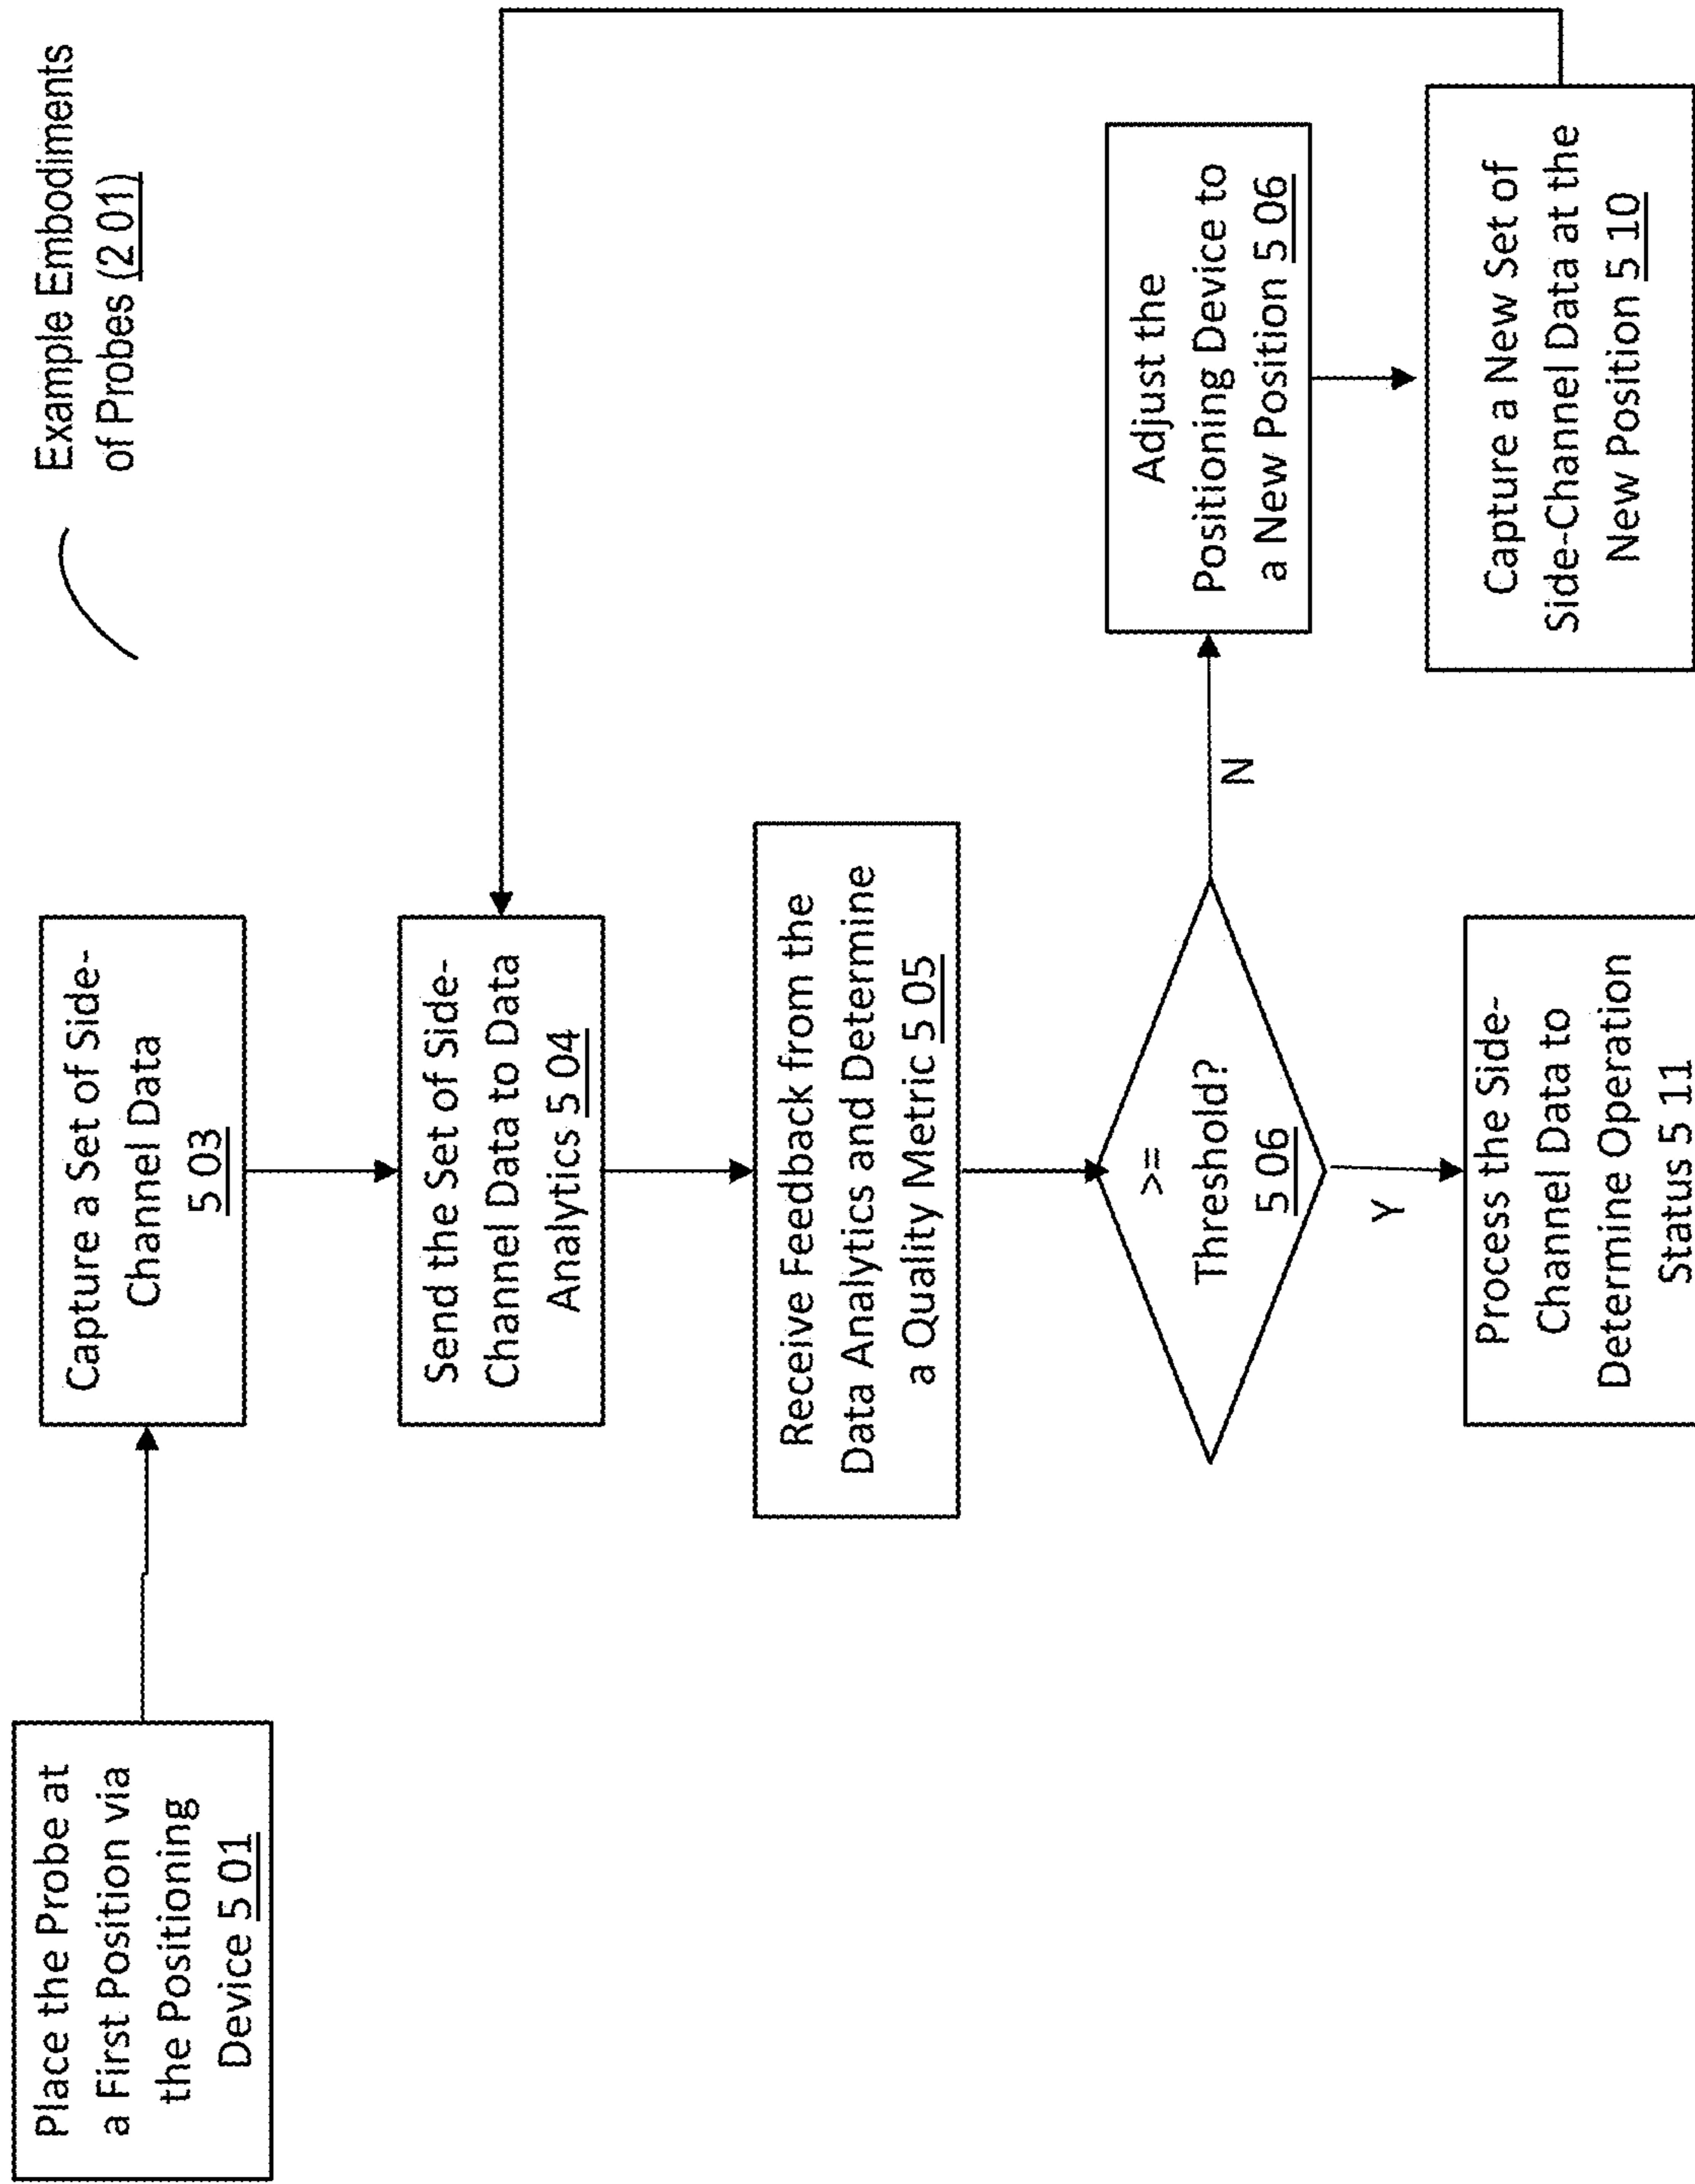 Example Embodiments
of Probes (2 01)
Place the Probe at
a First Position via
the Positioning
Device 5 01
Capture a Set of Side-
Channel Data
5 03
Send the Set of Side-
Channel Data to Data
Analytics 5 04
Receive Feedback from the
Data Analytics and Determine
a Quality Metric 5 05
>=
Threshold?
5 06
N
Y
Adjust the
Positioning Device to
a New Position 5 06
Capture a New Set of
Side-Channel Data at the
New Position 5 10
Process the Side-
Channel Data to
Determine Operation
Status 5 11